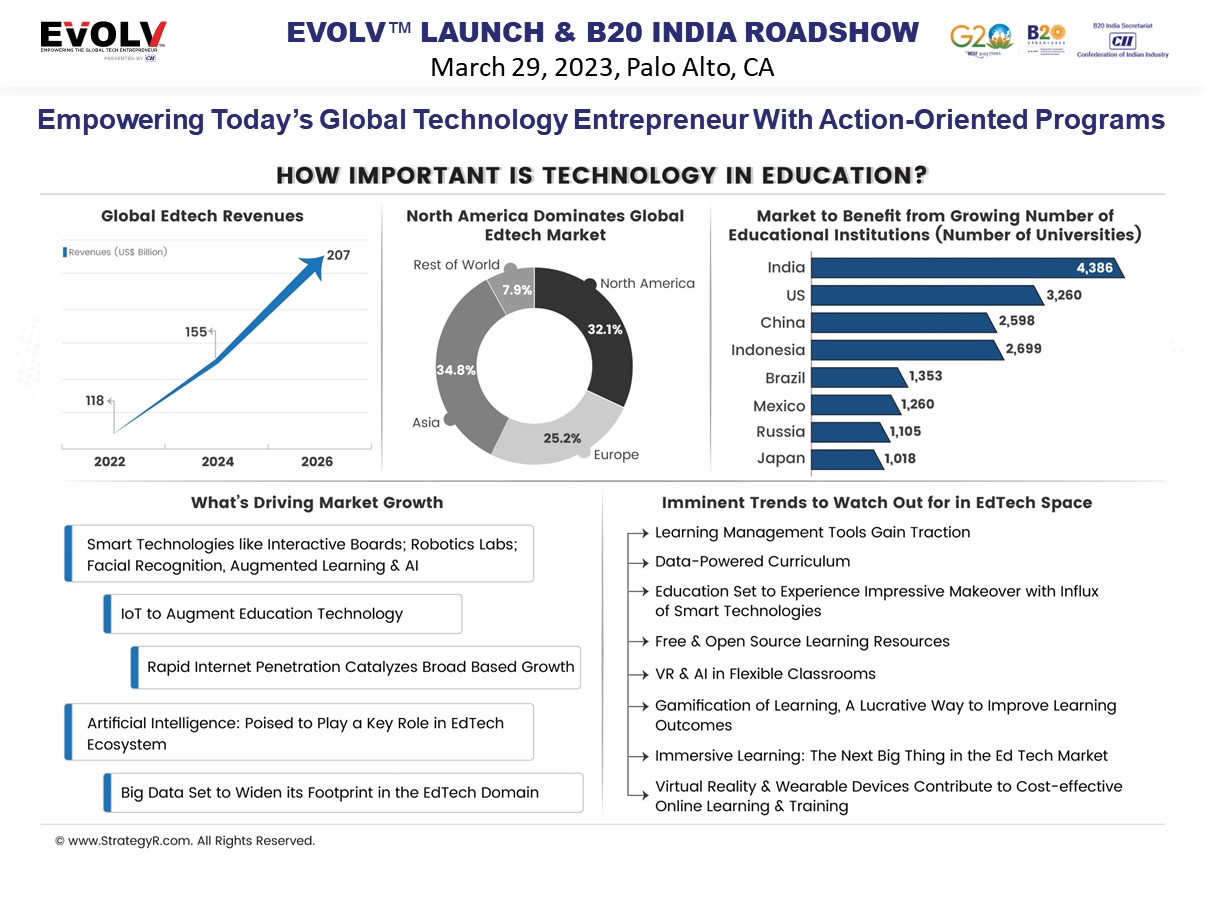 EVOLV™
EMPOWERING THE GLOBAL TECH ENTREPRENEUR
PRESENTED BY CII
EVOLV™ LAUNCH & B20 INDIA ROADSHOW
March 29, 2023, Palo Alto, CA
G20
B20
B20 India Secretariat
CII
Confederation of Indian Industry
Empowering Today's Global Technology Entrepreneur With Action-Oriented Programs
HOW IMPORTANT IS TECHNOLOGY IN EDUCATION?
Global Edtech Revenues
Revenues (US$ Billion)
207
155
118
2022
2024
2026
North America Dominates Global
Edtech Market
Rest of World
7.9%
North America
32.1%
34.8%
Asia
25.2%
Europe
Market to Benefit from Growing Number of
Educational Institutions (Number of Universities)
India 4,386
US 3,260
China 2,598
Indonesia 2,699
Brazil 1,353
Mexico 1,260
Russia 1,105
Japan 1,018
What's Driving Market Growth
Smart Technologies like Interactive Boards; Robotics Labs;
Facial Recognition, Augmented Learning & AI
IoT to Augment Education Technology
Rapid Internet Penetration Catalyzes Broad Based Growth
Artificial Intelligence: Poised to Play a Key Role in EdTech
Ecosystem
Big Data Set to Widen its Footprint in the EdTech Domain
Imminent Trends to Watch Out for in EdTech Space
Learning Management Tools Gain Traction
Data-Powered Curriculum
Education Set to Experience Impressive Makeover with Influx
of Smart Technologies
Free & Open Source Learning Resources
VR & AI in Flexible Classrooms
Gamification of Learning, A Lucrative Way to Improve Learning
Outcomes
Immersive Learning: The Next Big Thing in the Ed Tech Market
Virtual Reality & Wearable Devices Contribute to Cost-effective
Online Learning & Training
© www.StrategyR.com. All Rights Reserved.